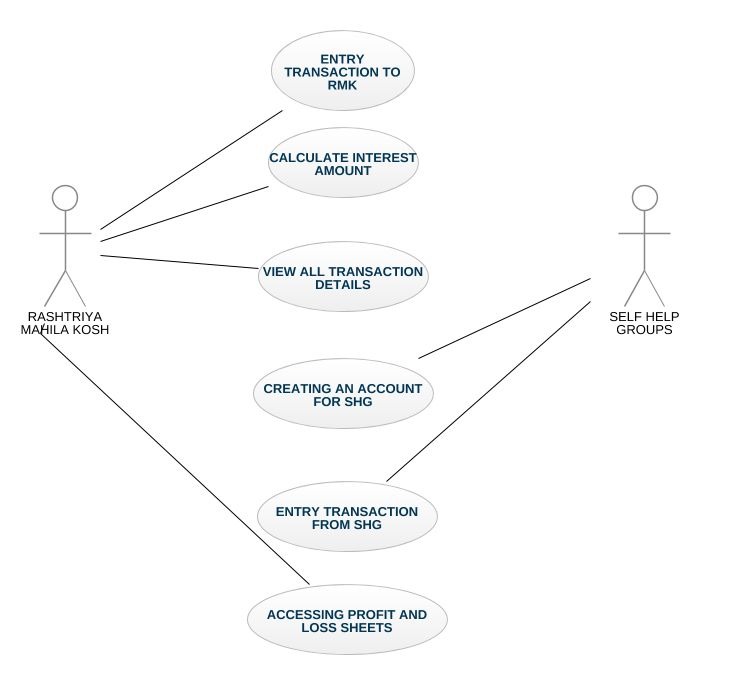 ENTRY
TRANSACTION TO
RMK
CALCULATE INTEREST
AMOUNT
VIEW ALL TRANSACTION
DETAILS
RASHTRIYA
MAHILA KOSH
SELF HELP
GROUPS
CREATING AN ACCOUNT
FOR SHG
ENTRY TRANSACTION
FROM SHG
ACCESSING PROFIT AND
LOSS SHEETS